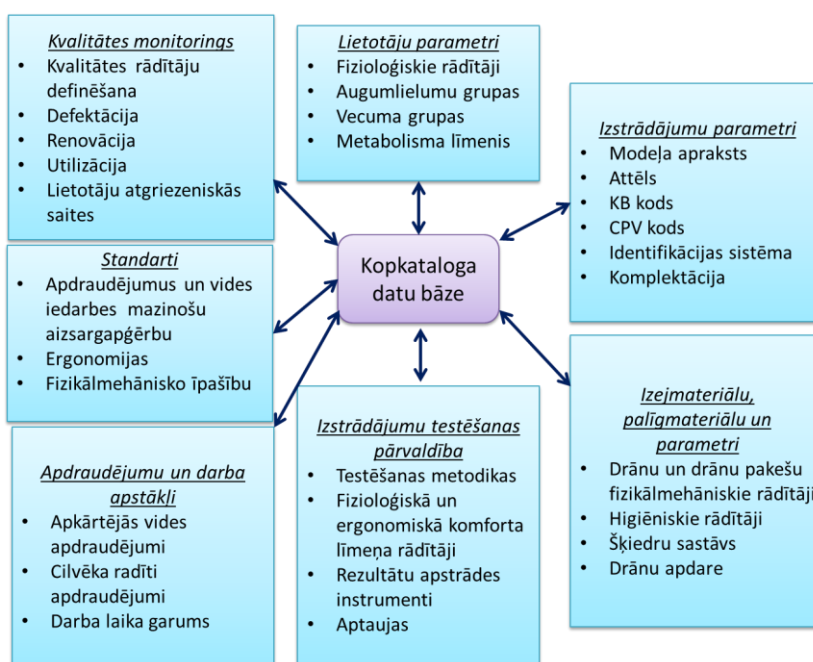 Kvalitātes monitorings
• Kvalitātes rādītāju
definēšana
• Defektācija
• Renovācija
• Utilizācija
• Lietotāju atgriezeniskās
saites
Lietotāju parametri
• Fizioloģiskie rādītāji
• Augumlielumu grupas
• Vecuma grupas
• Metabolisma līmenis
Izstrādājumu parametri
• Modeļa apraksts
• Attēls
• KB kods
• CPV kods
• Identifikācijas sistēma
• Komplektācija
Standarti
• Apdraudējumus un vides
iedarbes mazinošu
aizsargapģērbu
• Ergonomijas
• Fizikālmehānisko īpašību
Kopkataloga
datu bāze
Apdraudējumu un darba
apstākļi
• Apkārtējās vides
apdraudējumi
• Cilvēka radīti
apdraudējumi
• Darba laika garums
Izstrādājumu testēšanas
pārvaldība
• Testēšanas metodikas
• Fizioloģiskā un
ergonomiskā komforta
līmeņa rādītāji
• Rezultātu apstrādes
instrumenti
• Aptaujas
Izejmateriālu,
palīgmateriālu un
parametri
• Drānu un drānu pakešu
fizikālmehāniskie rādītāji
• Higiēniskie rādītāji
• Šķiedru sastāvs
• Drānu apdare